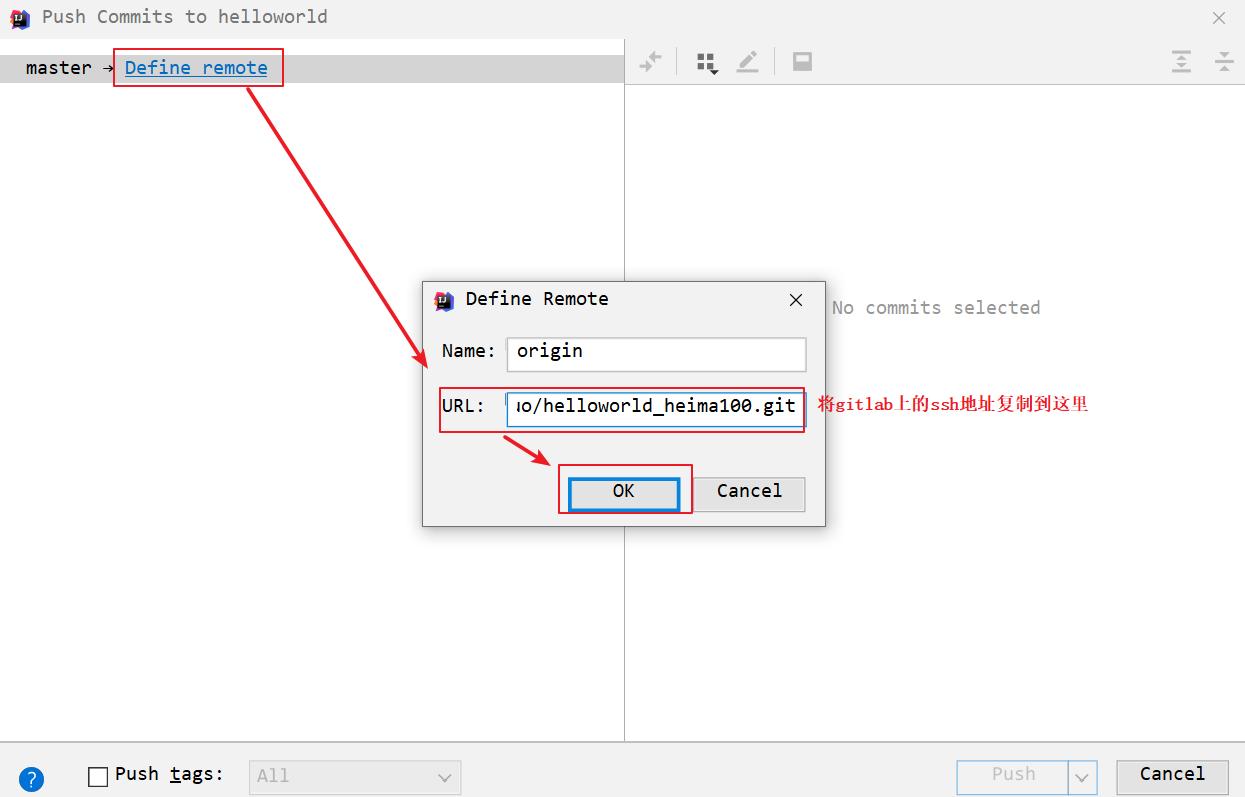 Push Commits to helloworld
master → Define remote
No commits selected
Define Remote
Name: origin
URL: uo/helloworld_heima100.git
将gitlab上的ssh地址复制到这里
OK Cancel
? Push tags: All Push Cancel